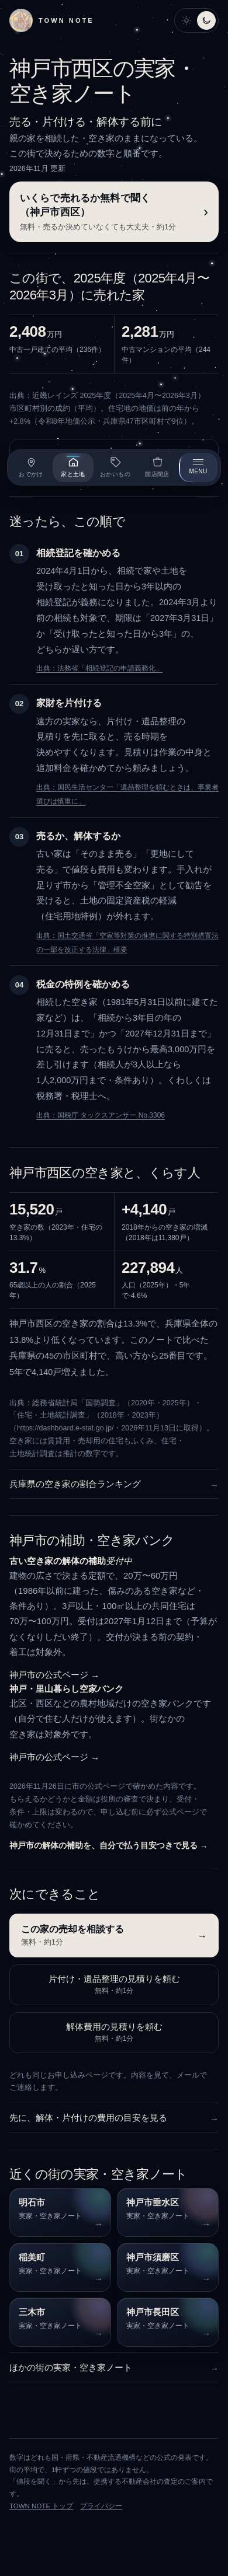 TOWN NOTE
神戸市西区の実家・
空き家ノート
売る・片付ける・解体する前に
親の家を相続した・空き家のままになっている。
この街で決めるための数字と順番です。
2026年11月 更新
いくらで売れるか無料で聞く
（神戸市西区）
無料・売るか決めていなくても大丈夫・約1分
この街で、2025年度（2025年4月〜
2026年3月）に売れた家
2,408万円
中古一戸建ての平均（236件）
2,281万円
中古マンションの平均（244
件）
出典：近畿レインズ 2025年度（2025年4月〜2026年3月）
市区町村別の成約（平均）。住宅地の地価は前の年から
+2.8%（令和8年地価公示・兵庫県47市区町村で9位）。
おでかけ
家と土地
おかいもの
開店閉店
MENU
迷ったら、この順で
01
相続登記を確かめる
2024年4月1日から、相続で家や土地を
受け取ったと知った日から3年以内の
相続登記が義務になりました。2024年3月より
前の相続も対象で、期限は「2027年3月31日」
か「受け取ったと知った日から3年」の、
どちらか遅い方です。
出典：法務省「相続登記の申請義務化」
02
家財を片付ける
遠方の実家なら、片付け・遺品整理の
見積りを先に取ると、売る時期を
決めやすくなります。見積りは作業の中身と
追加料金を確かめてから頼みましょう。
出典：国民生活センター「遺品整理を頼むときは、事業者
選びは慎重に」
03
売るか、解体するか
古い家は「そのまま売る」「更地にして
売る」で値段も費用も変わります。手入れが
足りず市から「管理不全空家」として勧告を
受けると、土地の固定資産税の軽減
（住宅用地特例）が外れます。
出典：国土交通省「空家等対策の推進に関する特別措置法
の一部を改正する法律」概要
04
税金の特例を確かめる
相続した空き家（1981年5月31日以前に建てた
家など）は、「相続から3年目の年の
12月31日まで」かつ「2027年12月31日まで」
に売ると、売ったもうけから最高3,000万円を
差し引けます（相続人が3人以上なら
1人2,000万円まで・条件あり）。くわしくは
税務署・税理士へ。
出典：国税庁 タックスアンサー No.3306
神戸市西区の空き家と、くらす人
15,520戸
空き家の数（2023年・住宅の
13.3%）
+4,140戸
2018年からの空き家の増減
（2018年は11,380戸）
31.7%
65歳以上の人の割合（2025
年）
227,894人
人口（2025年）・5年
で-4.6%
神戸市西区の空き家の割合は13.3%で、兵庫県全体の
13.8%より低くなっています。このノートで比べた
兵庫県の45の市区町村で、高い方から25番目です。
5年で4,140戸増えました。
出典：総務省統計局「国勢調査」（2020年・2025年）・
「住宅・土地統計調査」（2018年・2023年）
（https://dashboard.e-stat.go.jp/・2026年11月13日に取得）。
空き家には賃貸用・売却用の住宅もふくみ、住宅・
土地統計調査は推計の数字です。
兵庫県の空き家の割合ランキング →
神戸市の補助・空き家バンク
古い空き家の解体の補助受付中
建物の広さで決まる定額で、20万〜60万円
（1986年以前に建った、傷みのある空き家など・
条件あり）。3戸以上・100㎡以上の共同住宅は
70万〜100万円。受付は2027年1月12日まで（予算が
なくなりしだい終了）。交付が決まる前の契約・
着工は対象外。
神戸市の公式ページ →
神戸・里山暮らし空家バンク
北区・西区などの農村地域だけの空き家バンクです
（自分で住む人だけが使えます）。街なかの
空き家は対象外です。
神戸市の公式ページ →
2026年11月26日に市の公式ページで確かめた内容です。
もらえるかどうかと金額は役所の審査で決まり、受付・
条件・上限は変わるので、申し込む前に必ず公式ページで
確かめてください。
神戸市の解体の補助を、自分で払う目安つきで見る →
次にできること
この家の売却を相談する
無料・約1分
→
片付け・遺品整理の見積りを頼む
無料・約1分
解体費用の見積りを頼む
無料・約1分
どれも同じお申し込みページです。内容を見て、メールで
ご連絡します。
先に、解体・片付けの費用の目安を見る →
近くの街の実家・空き家ノート
明石市
実家・空き家ノート
→
神戸市垂水区
実家・空き家ノート
→
稲美町
実家・空き家ノート
→
神戸市須磨区
実家・空き家ノート
→
三木市
実家・空き家ノート
→
神戸市長田区
実家・空き家ノート
→
ほかの街の実家・空き家ノート →
数字はどれも国・府県・不動産流通機構などの公式の発表です。
街の平均で、1軒ずつの値段ではありません。
「値段を聞く」から先は、提携する不動産会社の査定のご案内で
す。
TOWN NOTE トップ プライバシー